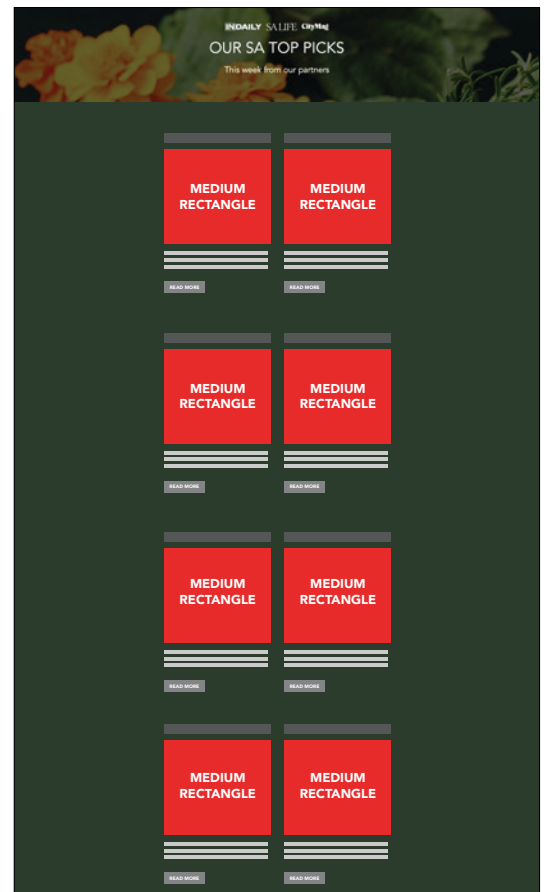 INDAILY SALIFE CityMag
OUR SA TOP PICKS
This week from our partners
MEDIUM
RECTANGLE
MEDIUM
RECTANGLE
READ MORE
READ MORE
MEDIUM
RECTANGLE
MEDIUM
RECTANGLE
READ MORE
READ MORE
MEDIUM
RECTANGLE
MEDIUM
RECTANGLE
READ MORE
READ MORE
MEDIUM
RECTANGLE
MEDIUM
RECTANGLE
READ MORE
READ MORE